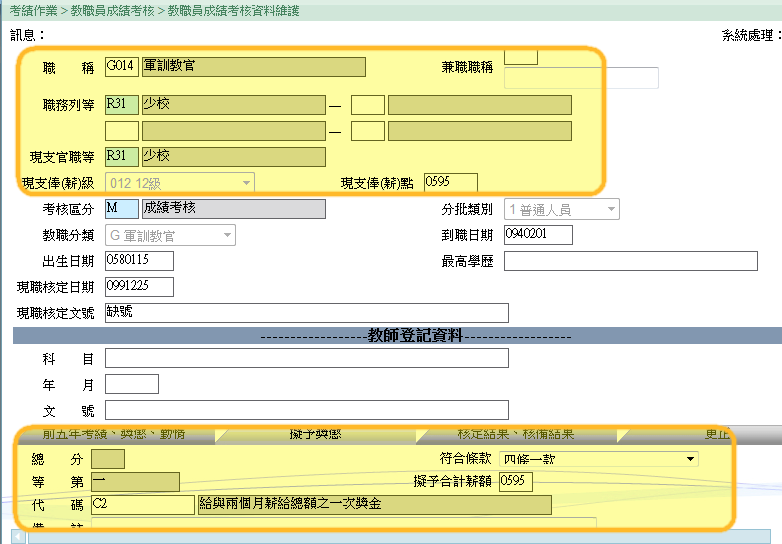 考績作業 > 教職員成績考核 > 教職員成績考核資料維護
訊息： 系統處理：
職 稱 G014 軍訓教官 兼職職稱
職務列等 R31 少校 —
—
現支官職等 R31 少校
現支俸(薪)級 012 12級 現支俸(薪)點 0595
考核區分 M 成績考核 分批類別 1 普通人員
教職分類 G 軍訓教官 到職日期 0940201
出生日期 0580115 最高學歷
現職核定日期 0991225
現職核定文號 缺號
------------------教師登記資料------------------
科 目
年 月
文 號
前五年考績、獎懲、勤惰 擬予獎懲 核定結果、核備結果 更正
總 分 符合條款 四條一款
等 第 一 擬予合計薪額 0595
代 碼 C2 給與兩個月薪給總額之一次獎金
備 註